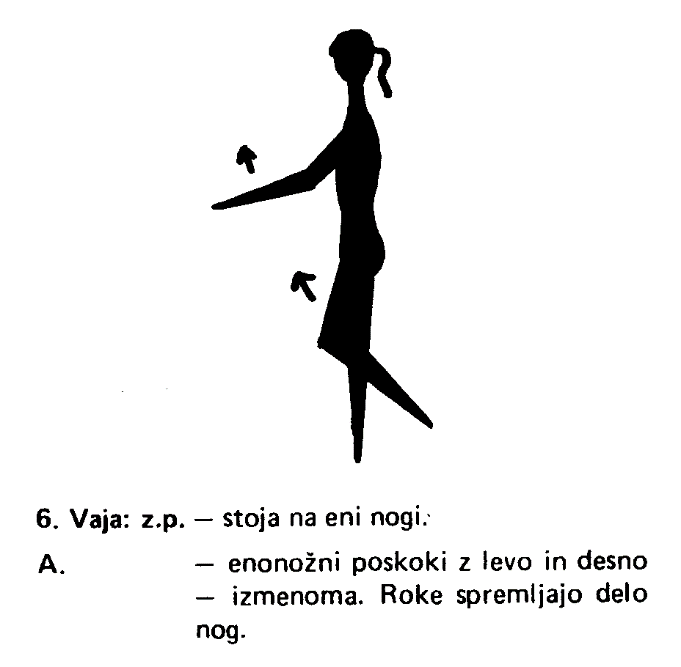 6. Vaja: z.p. — stoja na eni nogi.
A. — enonožni poskoki z levo in desno
— izmenoma. Roke spremljajo delo
nog.